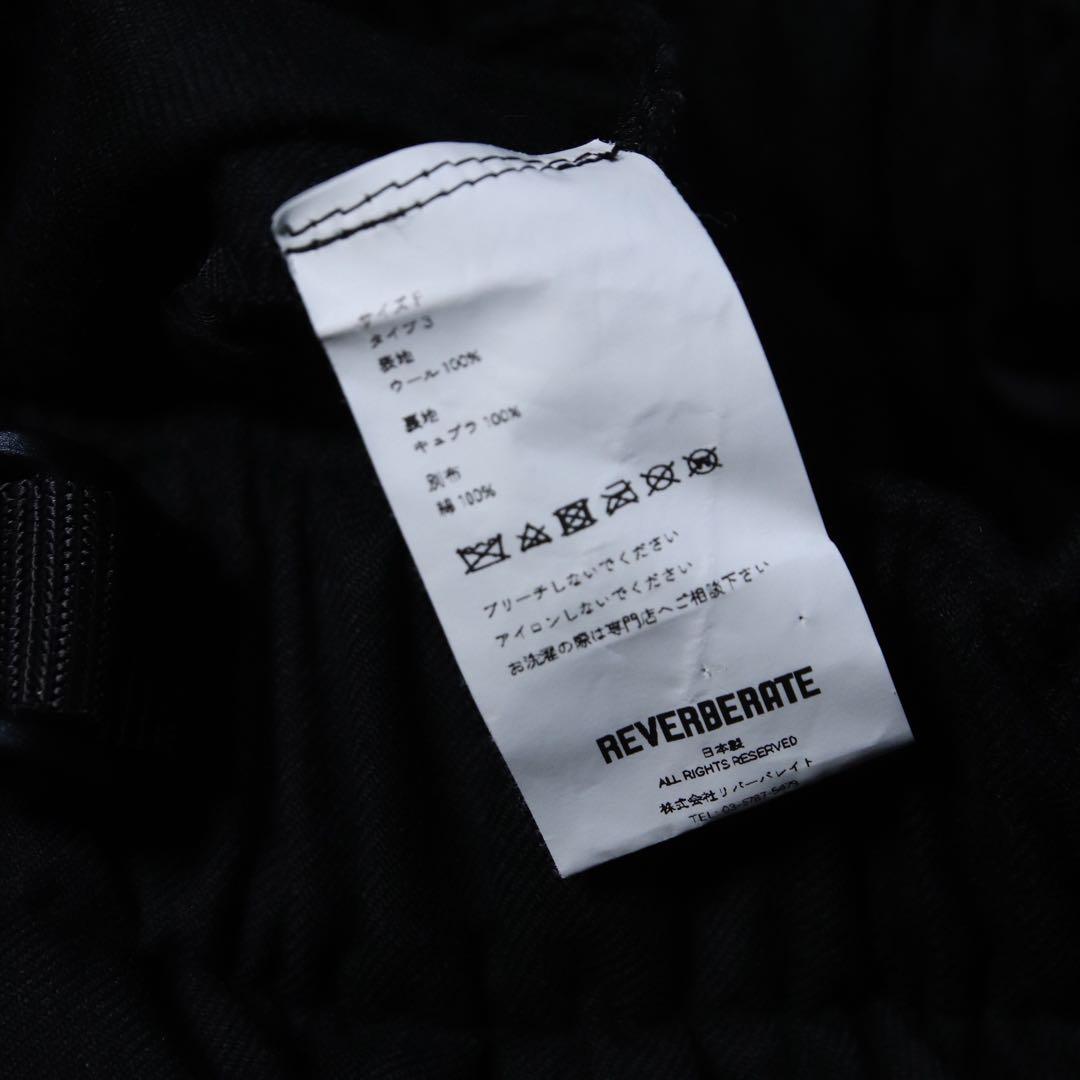 サイズ F
タイプ 3
表地
ウール 100%
裏地
キュプラ 100%
別布
綿 100%
ブリーチしないでください
アイロンしないでください
お洗濯の際は専門店へご相談下さい
REVERBERATE
日本製
ALL RIGHTS RESERVED
株式会社リバーバレイト
TEL:03-5787-5479